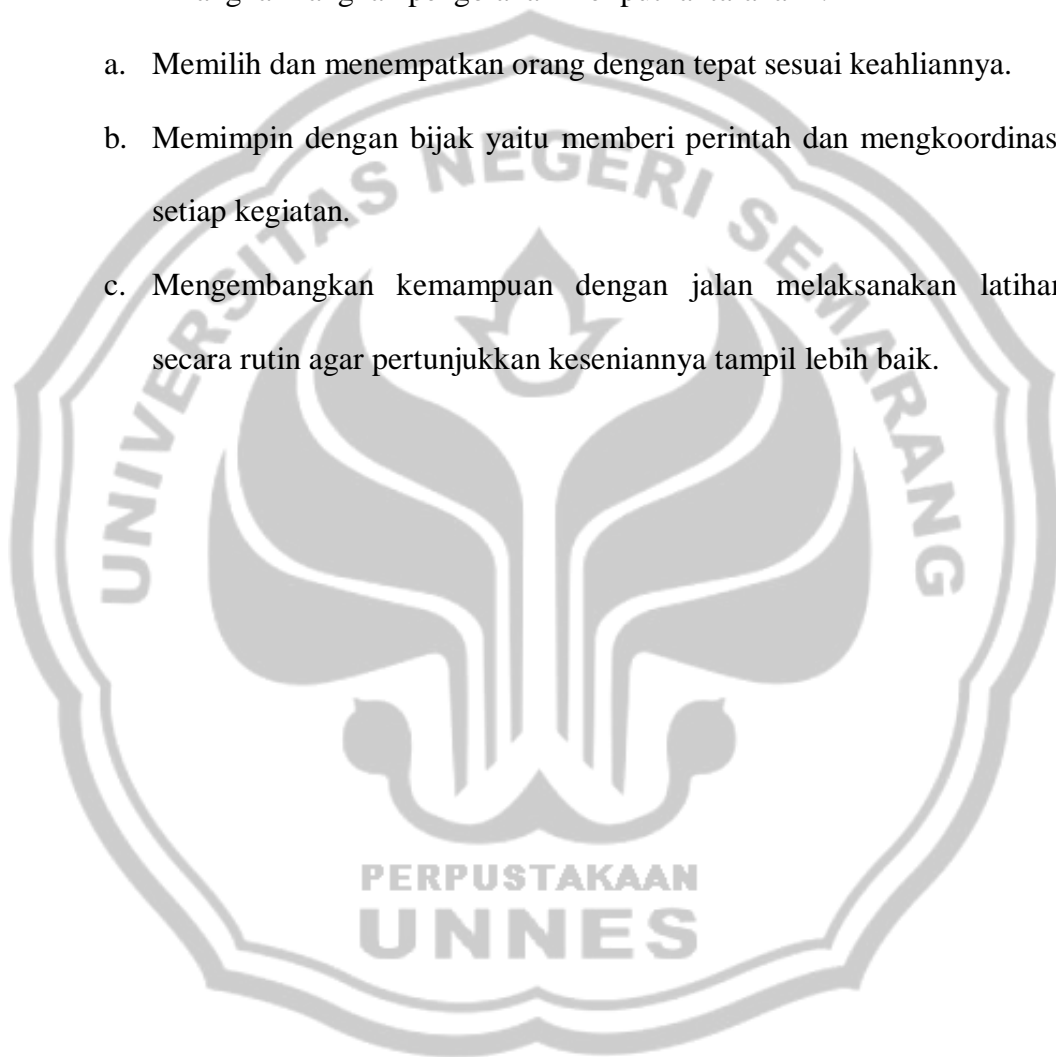 a. Memilih dan menempatkan orang dengan tepat sesuai keahliannya.
b. Memimpin dengan bijak yaitu memberi perintah dan mengkoordinas
setiap kegiatan.
c. Mengembangkan kemampuan dengan jalan melaksanakan latihan
secara rutin agar pertunjukkan keseniannya tampil lebih baik.
UNIVERSITAS NEGERI SEMARANG
PERPUSTAKAAN
UNNES